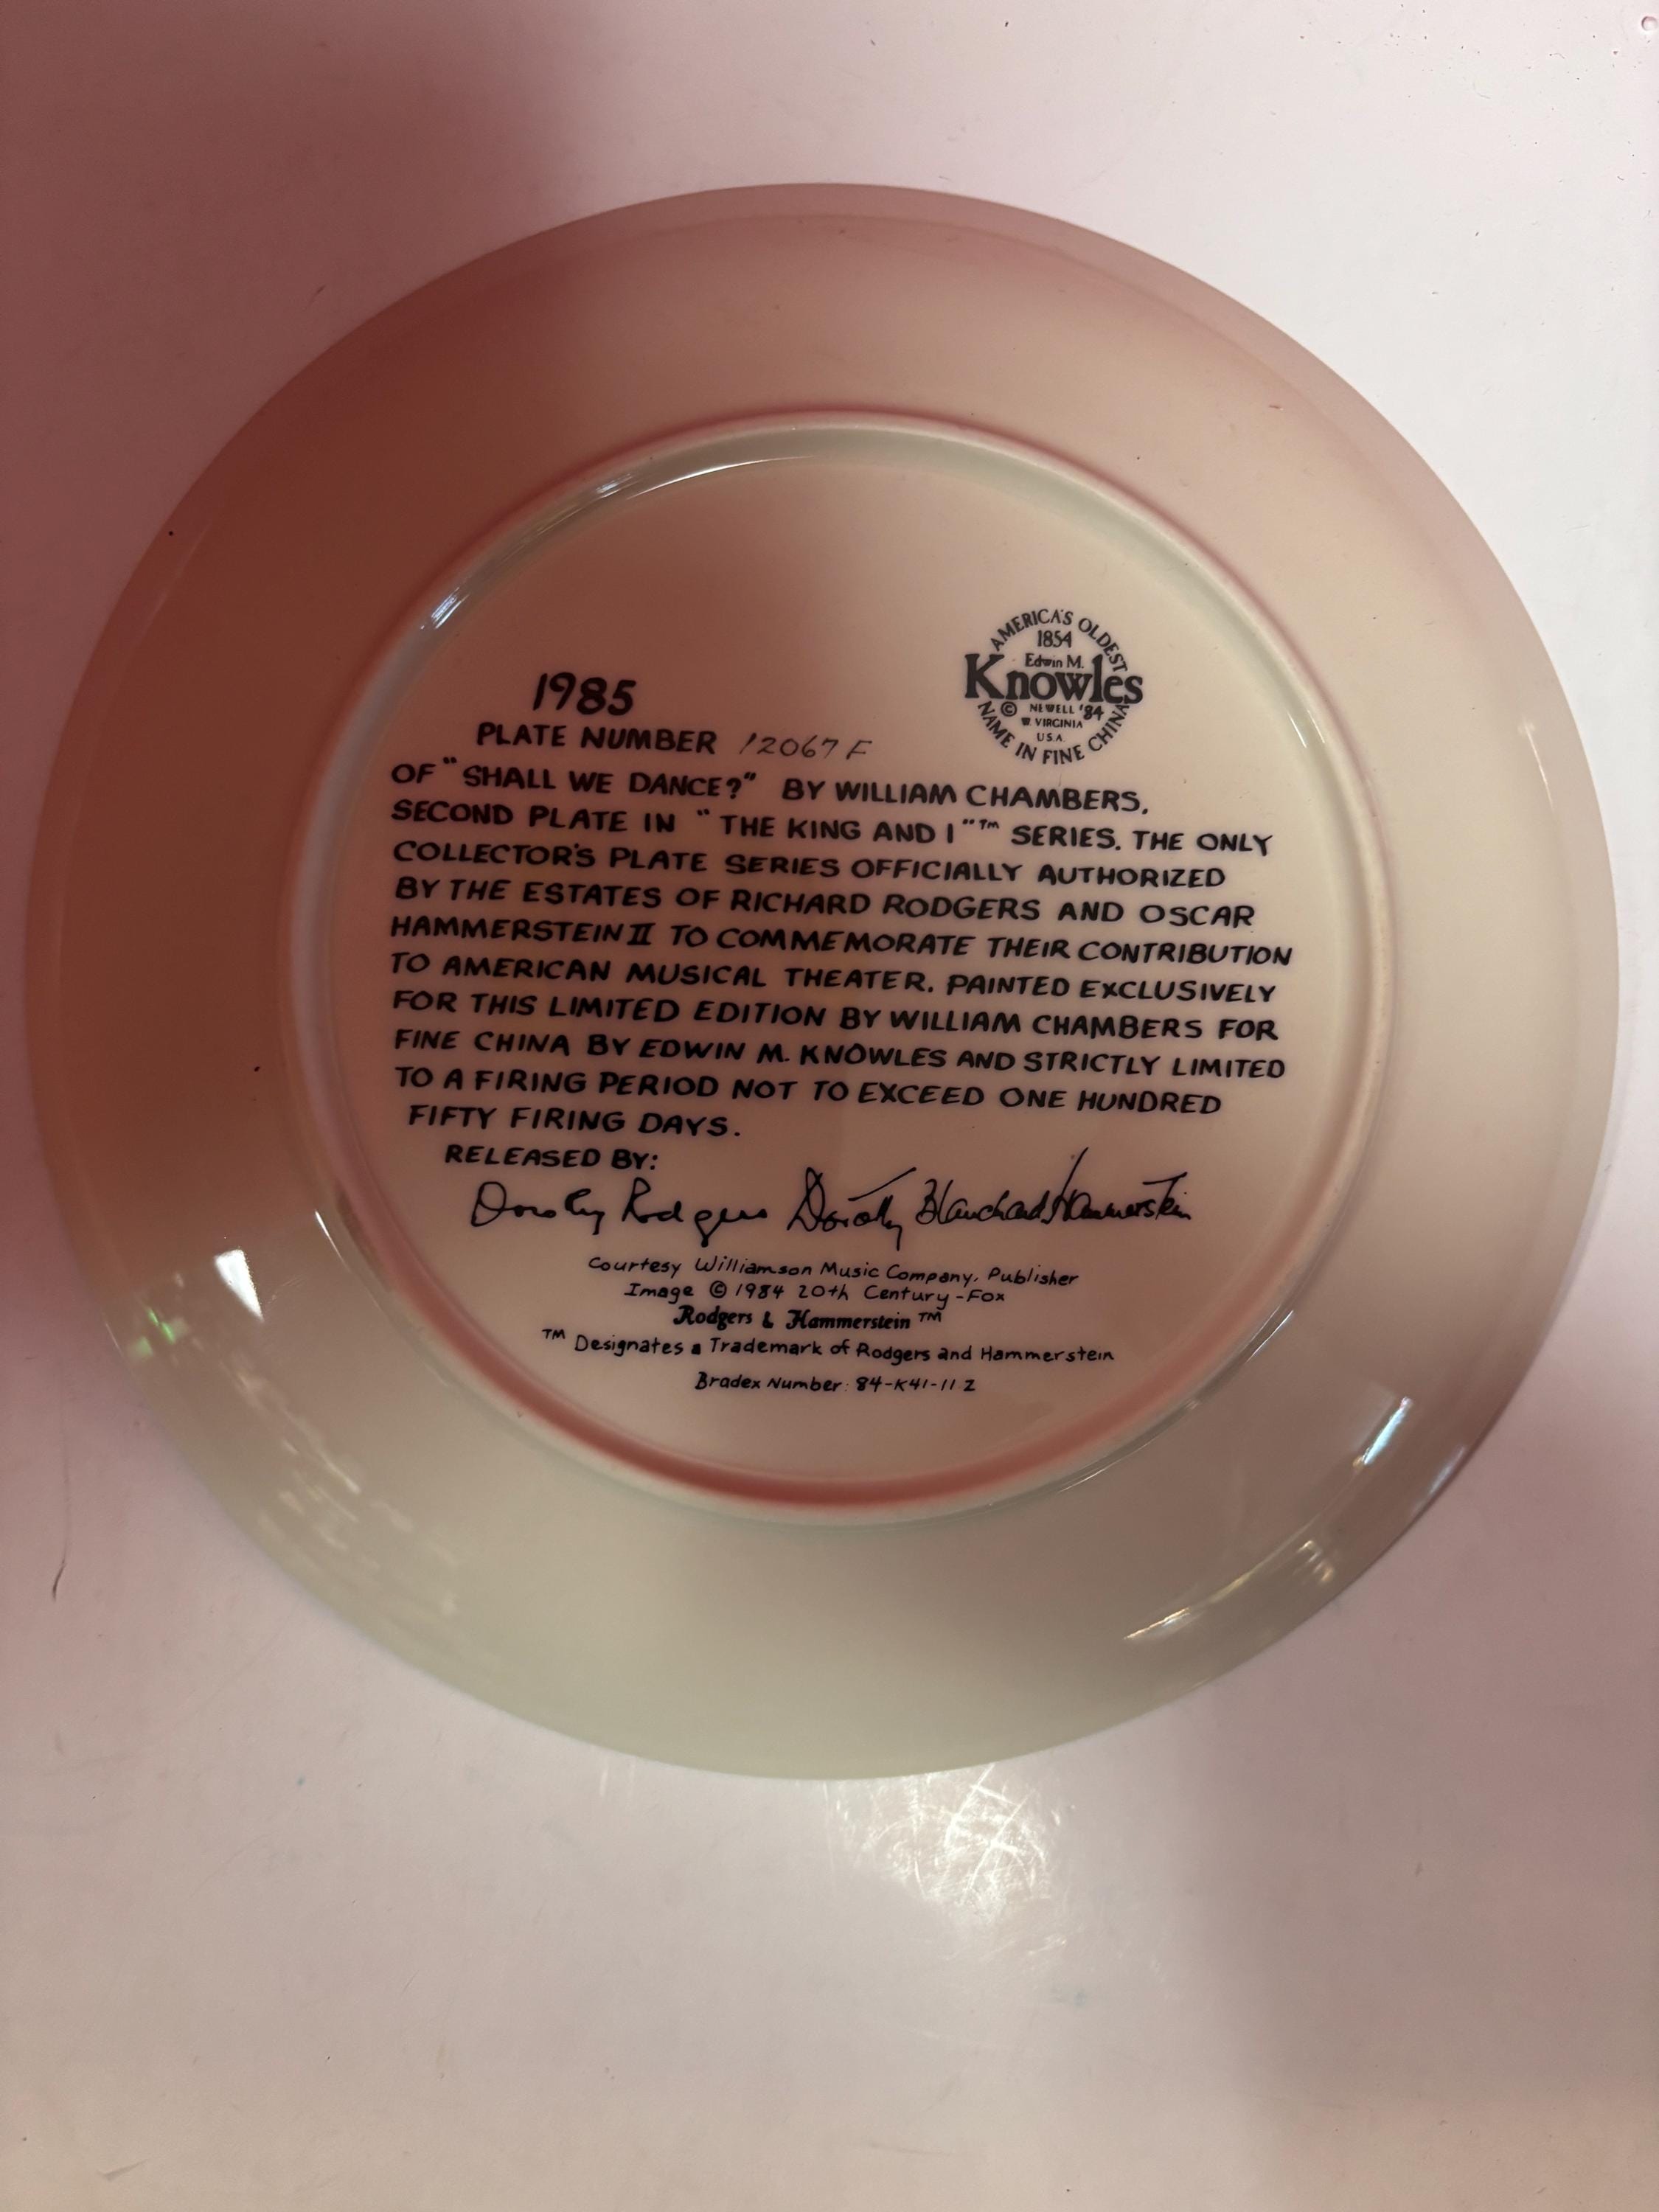 AMERICA'S OLDEST
1854
Edwin M.
Knowles
© NEWELL '84
W. VIRGINIA
U.S.A.
NAME IN FINE CHINA
1985
PLATE NUMBER 12067 F
OF "SHALL WE DANCE?" BY WILLIAM CHAMBERS,
SECOND PLATE IN "THE KING AND I"™ SERIES. THE ONLY
COLLECTOR'S PLATE SERIES OFFICIALLY AUTHORIZED
BY THE ESTATES OF RICHARD RODGERS AND OSCAR
HAMMERSTEIN II TO COMMEMORATE THEIR CONTRIBUTION
TO AMERICAN MUSICAL THEATER. PAINTED EXCLUSIVELY
FOR THIS LIMITED EDITION BY WILLIAM CHAMBERS FOR
FINE CHINA BY EDWIN M. KNOWLES AND STRICTLY LIMITED
TO A FIRING PERIOD NOT TO EXCEED ONE HUNDRED
FIFTY FIRING DAYS.
RELEASED BY:
Dorothy Rodgers Dorothy Blanchard Hammerstein
Courtesy Williamson Music Company, Publisher
Image © 1984 20th Century-Fox
Rodgers & Hammerstein ™
™ Designates a Trademark of Rodgers and Hammerstein
Bradex Number: 84-K41-11.2